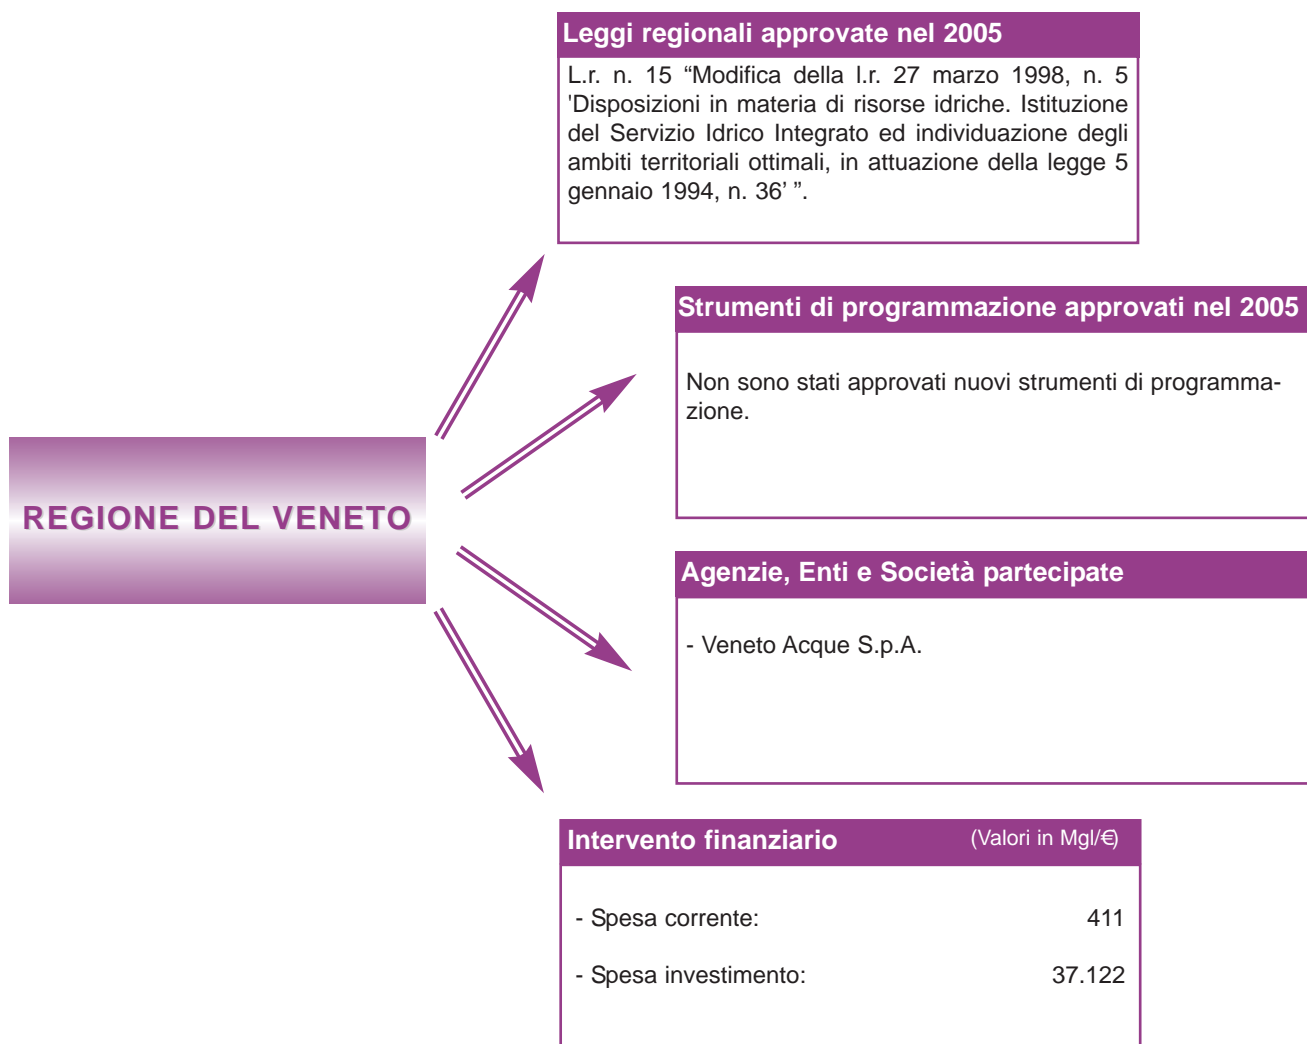 Leggi regionali approvate nel 2005
L.r. n. 15 “Modifica della l.r. 27 marzo 1998, n. 5
'Disposizioni in materia di risorse idriche. Istituzione
del Servizio Idrico Integrato ed individuazione degli
ambiti territoriali ottimali, in attuazione della legge 5
gennaio 1994, n. 36’ ”.
Strumenti di programmazione approvati nel 2005
Non sono stati approvati nuovi strumenti di programma-
zione.
REGIONE DEL VENETO
Agenzie, Enti e Società partecipate
- Veneto Acque S.p.A.
Intervento finanziario (Valori in Mgl/€)
- Spesa corrente: 411
- Spesa investimento: 37.122